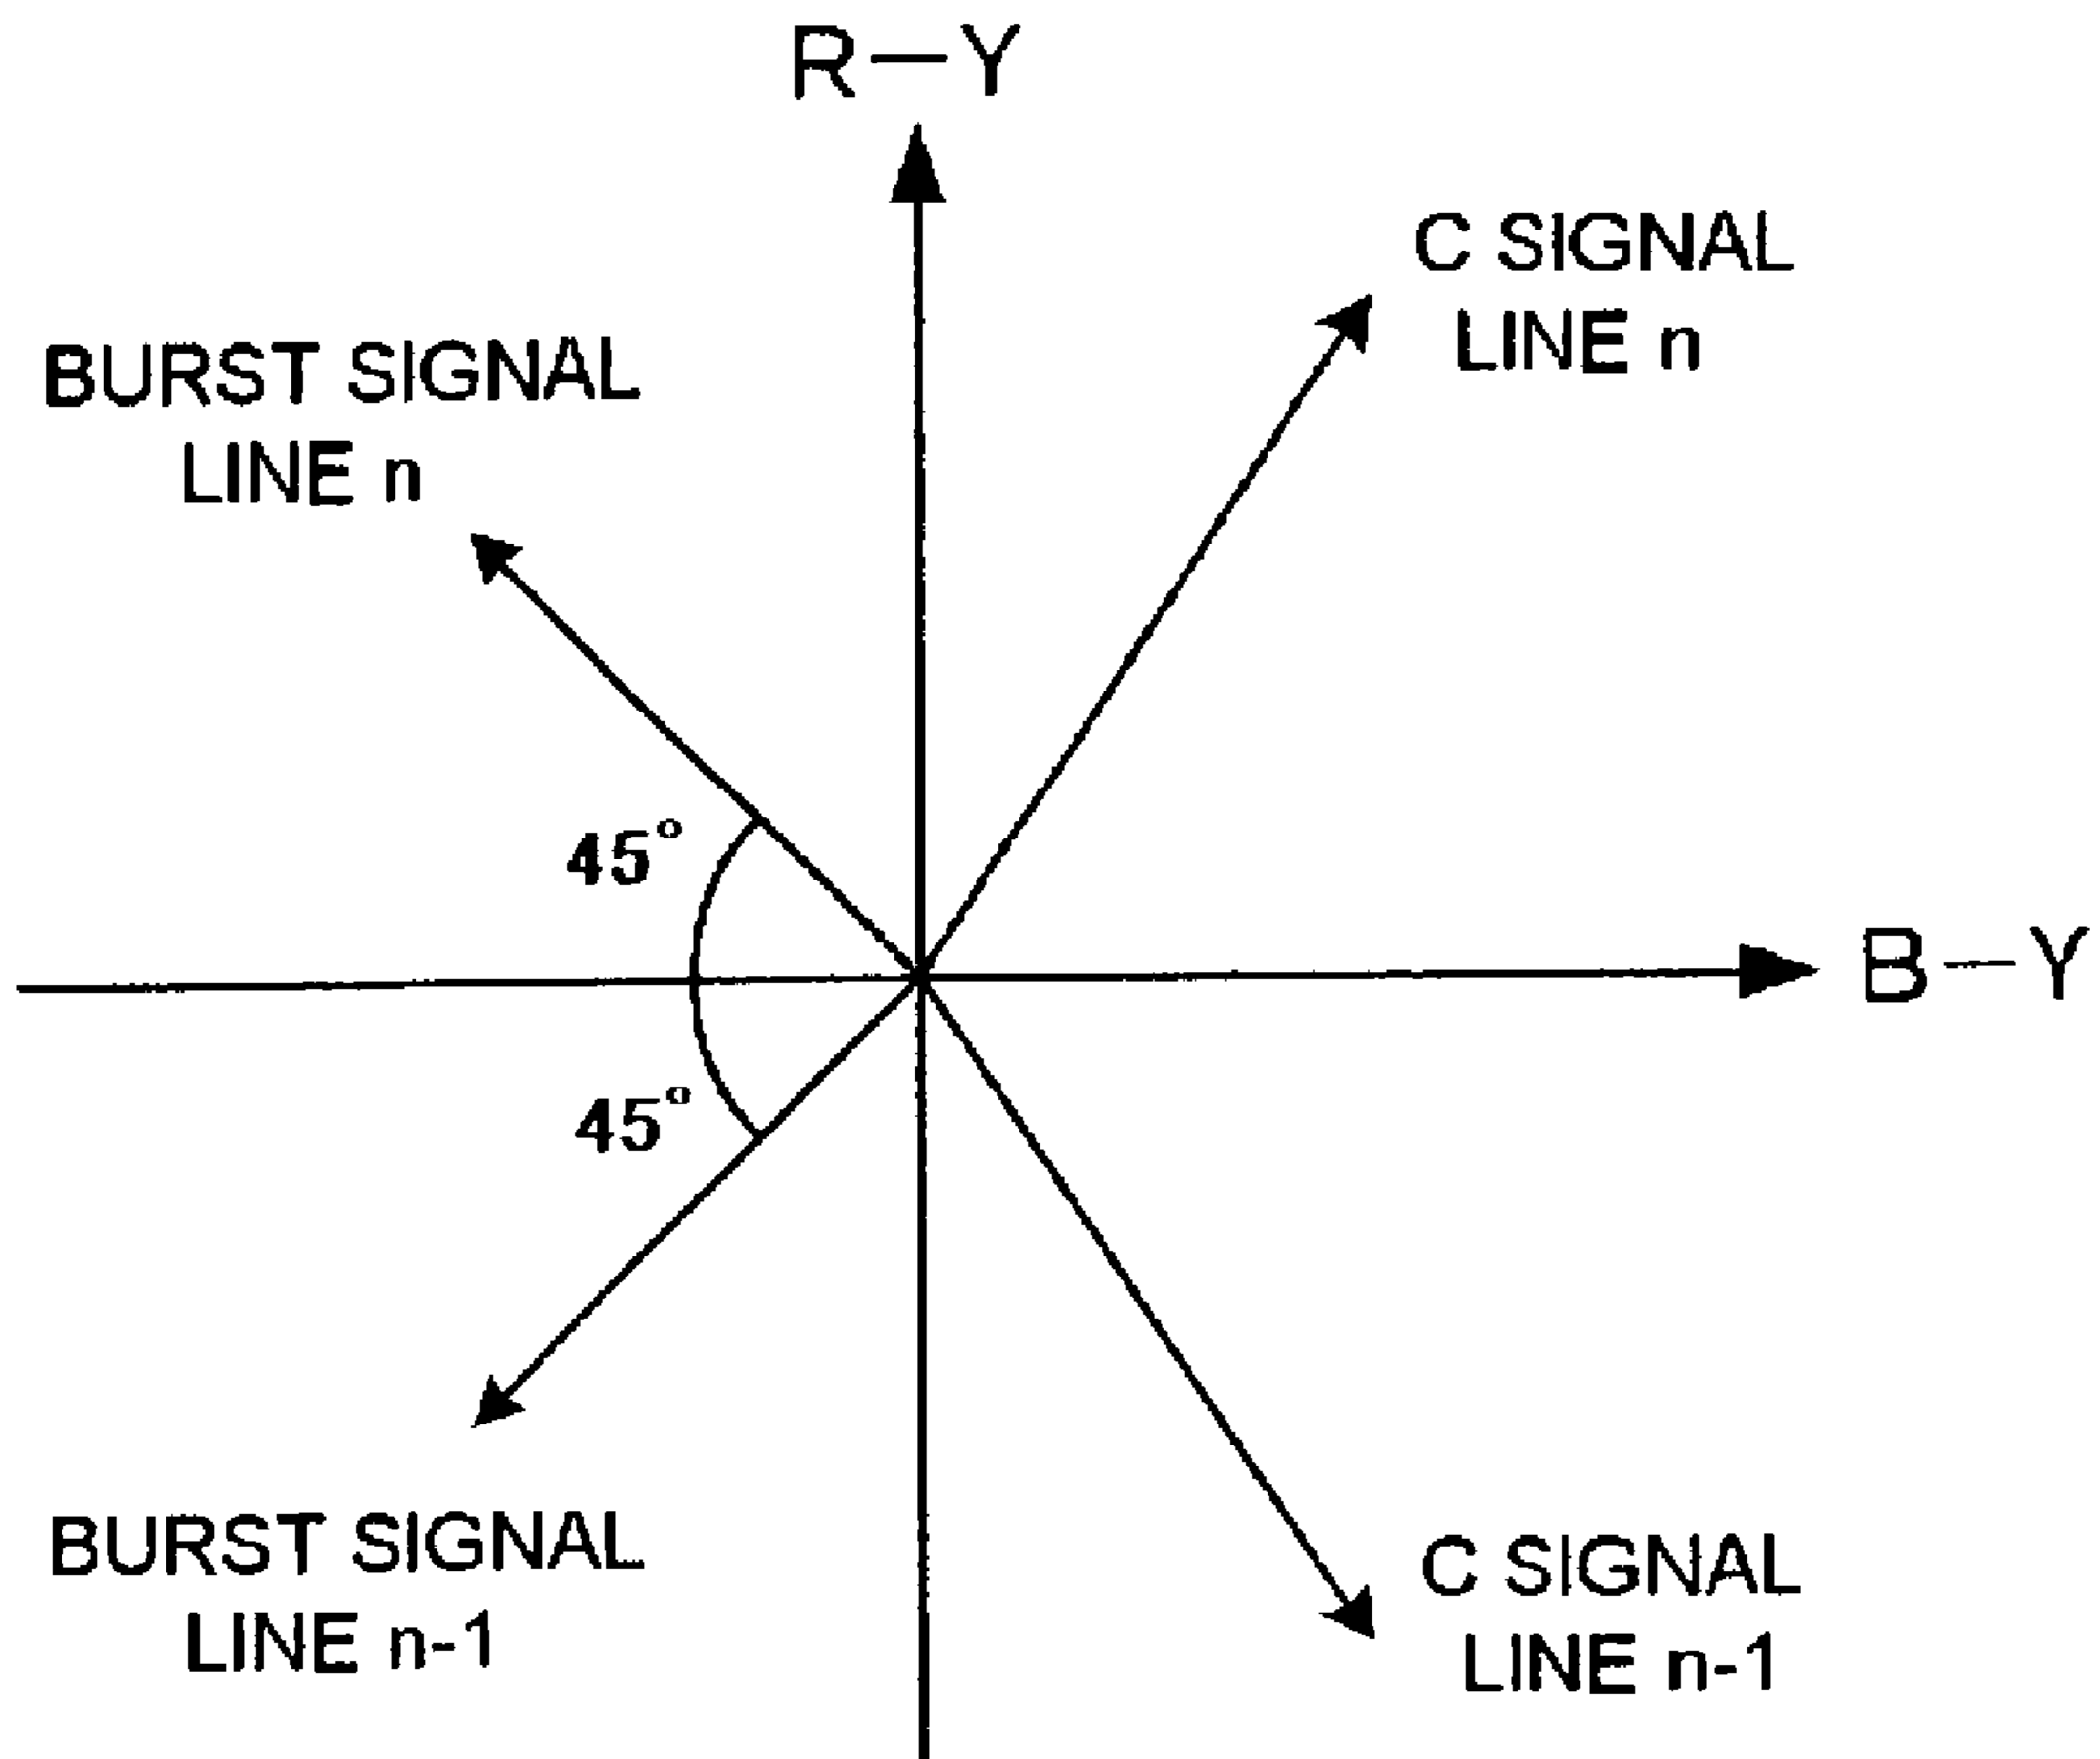 R—Y
C SIGNAL
LINE n
BURST SIGNAL
LINE n
45°
B—Y
45°
BURST SIGNAL
LINE n-1
C SIGNAL
LINE n-1